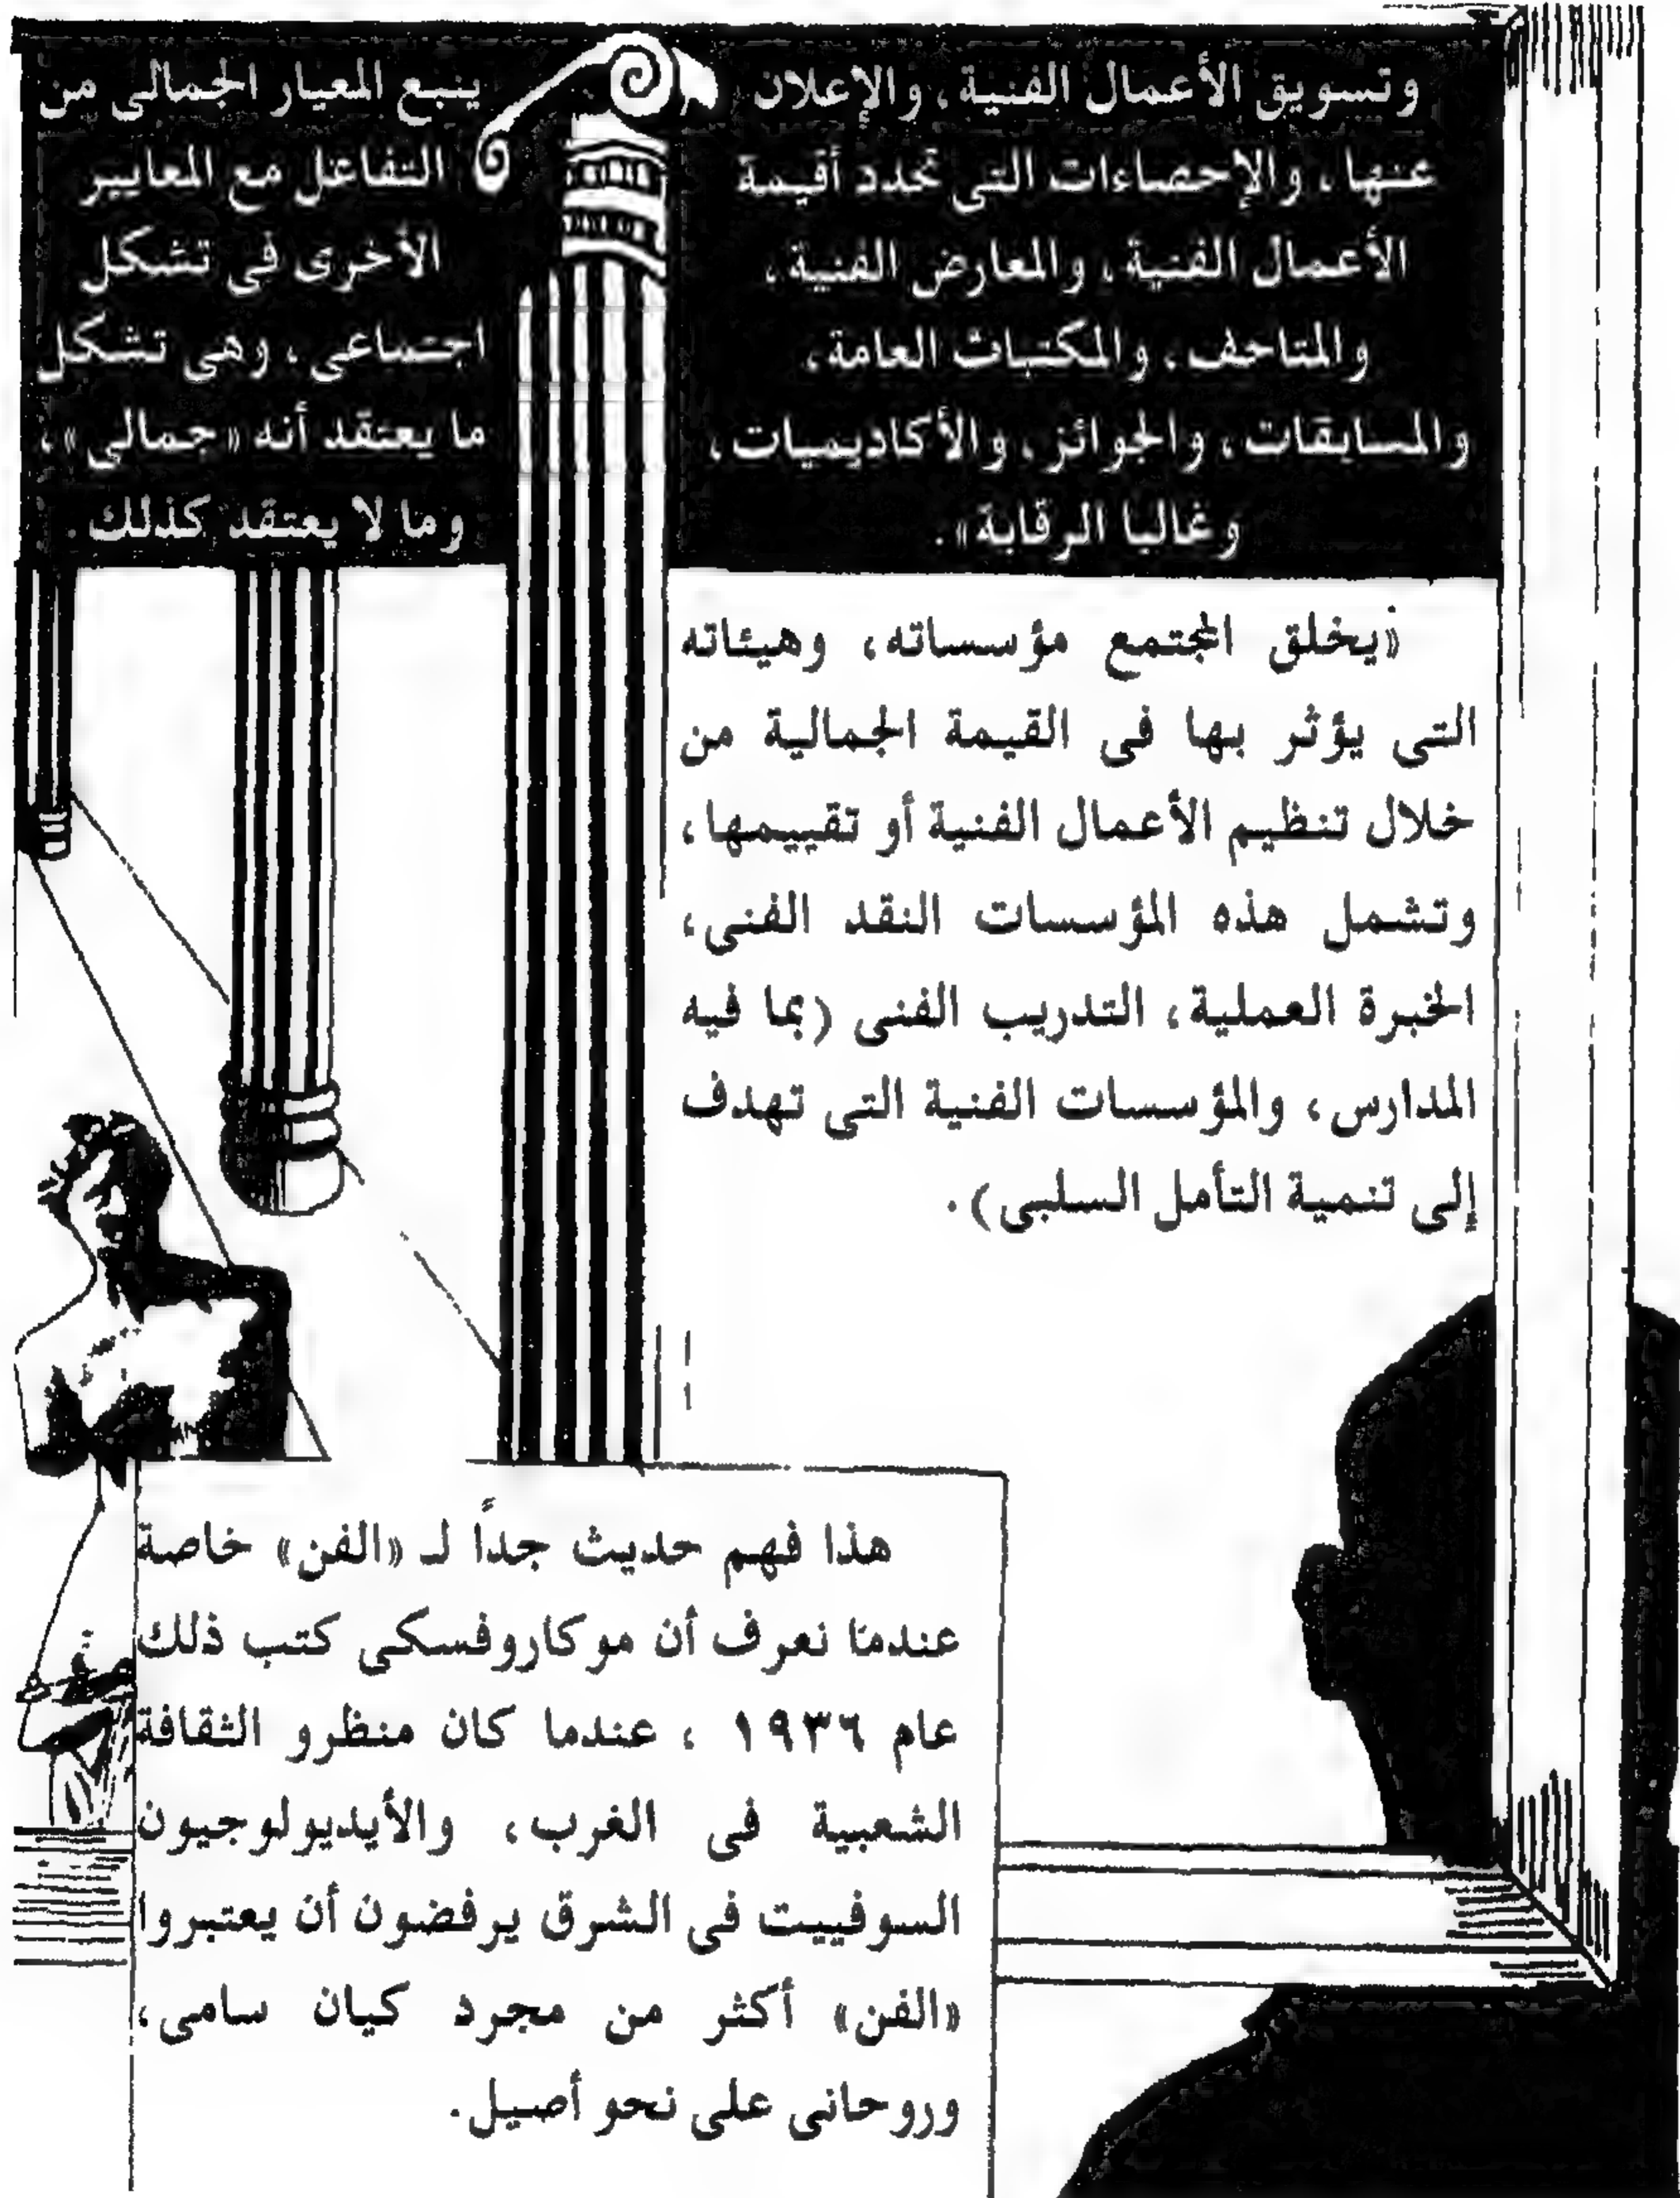 وتسويق الأعمال الفنية، والإعلان
عنها، والإحصاءات التى تحدد أقيمة
الأعمال الفنية، والمعارض الفنية،
والمتاحف، والمكتبات العامة،
والمسابقات، والجوائز، والأكاديميات،
وغالبا الرقابة».
ينبع المعيار الجمالى من
التفاعل مع المعايير
الأخرى فى تشكل
اجتماعى، وهى تشكل
ما يعتقد أنه «جمالى»،
وما لا يعتقد كذلك.
«يخلق المجتمع مؤسساته، وهيئاته
التى يؤثر بها فى القيمة الجمالية من
خلال تنظيم الأعمال الفنية أو تقييمها،
وتشمل هذه المؤسسات النقد الفنى،
الخبرة العملية، التدريب الفنى (بما فيه
المدارس، والمؤسسات الفنية التى تهدف
إلى تنمية التأمل السلبى).
هذا فهم حديث جداً لـ «الفن» خاصة
عندما نعرف أن موكاروفسكى كتب ذلك
عام ١٩٣٦، عندما كان منظرو الثقافة
الشعبية فى الغرب، والأيديولوجيون
السوفييت فى الشرق يرفضون أن يعتبروا
«الفن» أكثر من مجرد كيان سامى،
وروحانى على نحو أصيل.